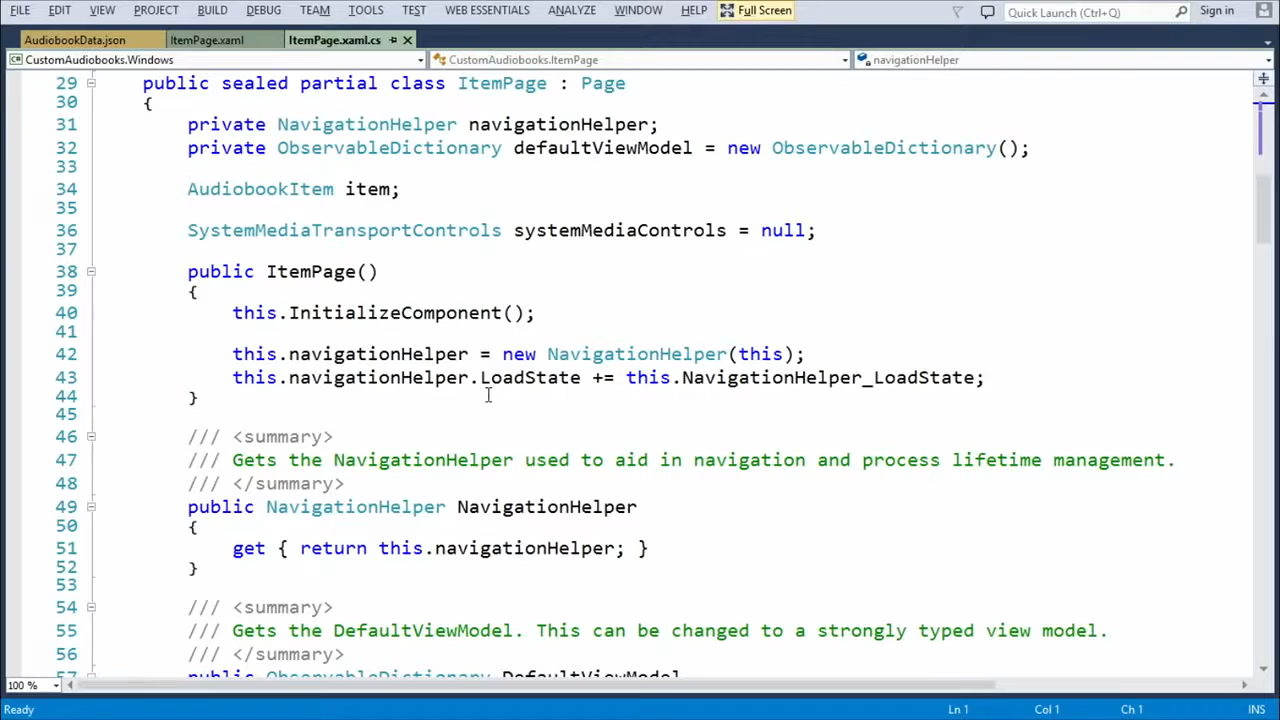 FILE EDIT VIEW PROJECT BUILD DEBUG TEAM TOOLS TEST WEB ESSENTIALS ANALYZE WINDOW HELP Full Screen Quick Launch (Ctrl+Q) Sign in
AudiobookData.json ItemPage.xaml ItemPage.xaml.cs
CustomAudiobooks.Windows CustomAudiobooks.ItemPage navigationHelper
29 public sealed partial class ItemPage : Page
30 {
31 private NavigationHelper navigationHelper;
32 private ObservableDictionary defaultViewModel = new ObservableDictionary();
33
34 AudiobookItem item;
35
36 SystemMediaTransportControls systemMediaControls = null;
37
38 public ItemPage()
39 {
40 this.InitializeComponent();
41
42 this.navigationHelper = new NavigationHelper(this);
43 this.navigationHelper.LoadState += this.NavigationHelper_LoadState;
44 }
45
46 /// <summary>
47 /// Gets the NavigationHelper used to aid in navigation and process lifetime management.
48 /// </summary>
49 public NavigationHelper NavigationHelper
50 {
51 get { return this.navigationHelper; }
52 }
53
54 /// <summary>
55 /// Gets the DefaultViewModel. This can be changed to a strongly typed view model.
56 /// </summary>
57 public ObservableDictionary DefaultViewModel
100 %
Ready Ln 1 Col 1 Ch 1 INS